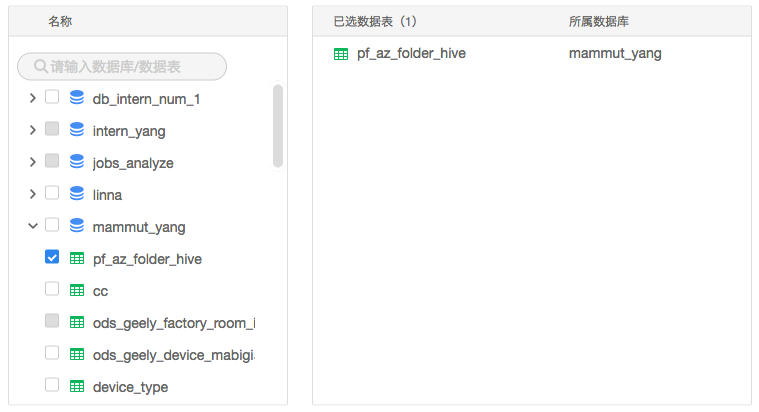 名称
请输入数据库/数据表
db_intern_num_1
intern_yang
jobs_analyze
linna
mammut_yang
pf_az_folder_hive
cc
ods_geely_factory_room_i
ods_geely_device_mabigi
device_type
已选数据表（1） 所属数据库
pf_az_folder_hive mammut_yang